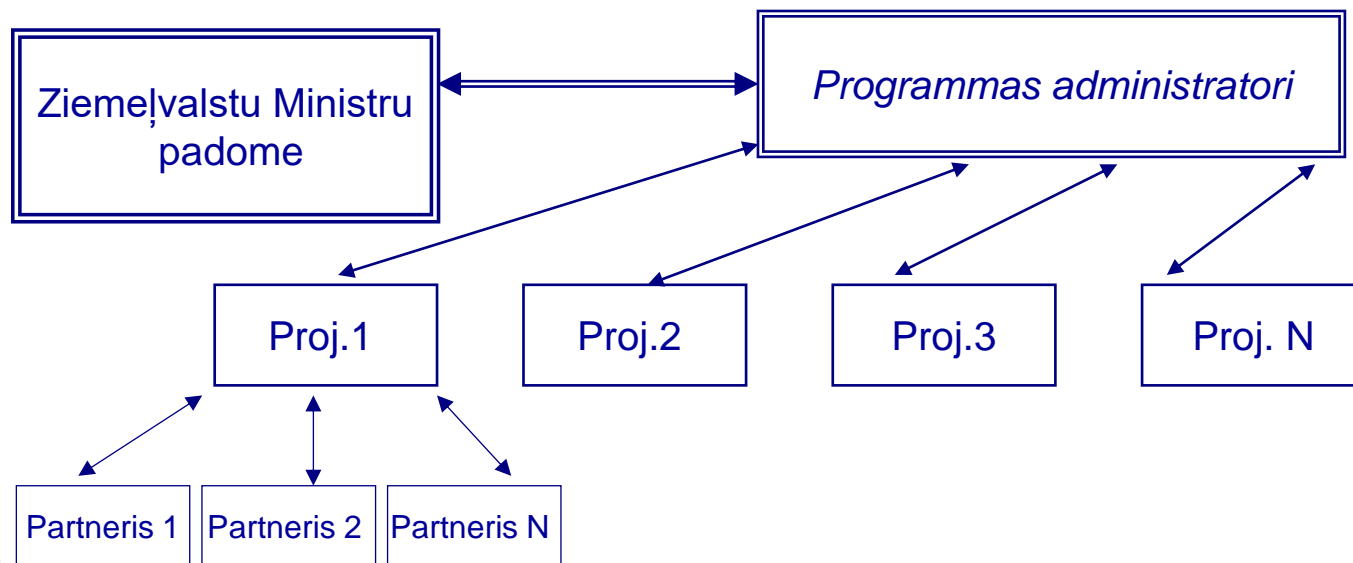 Ziemeļvalstu Ministru
padome
Programmas administratori
Proj.1
Proj.2
Proj.3
Proj. N
Partneris 1
Partneris 2
Partneris N